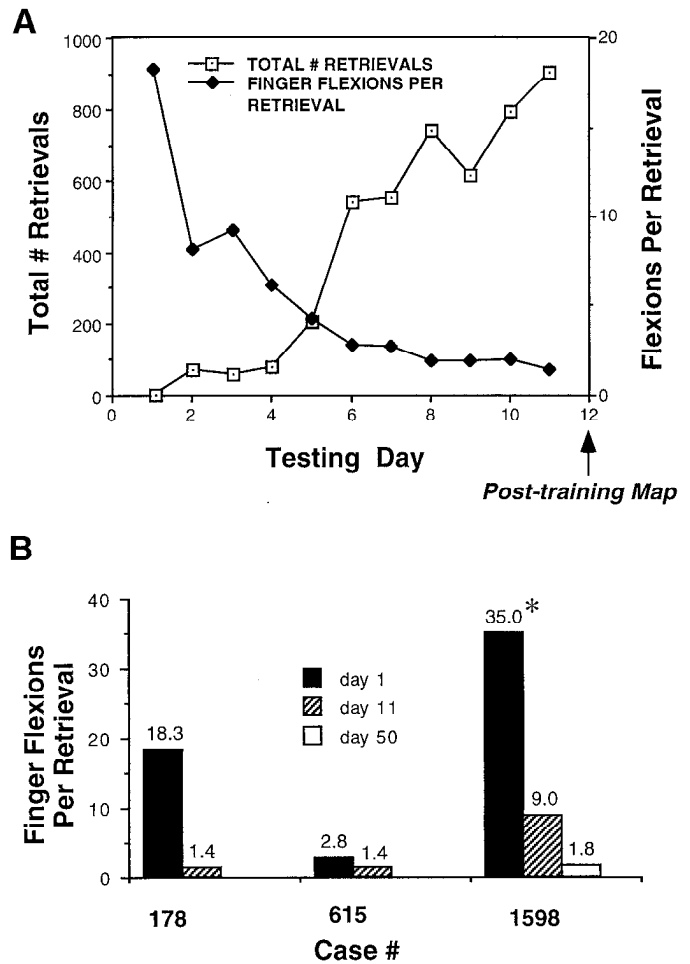 A
1000
800
600
400
200
0
Total # Retrievals
TOTAL # RETRIEVALS
FINGER FLEXIONS PER
RETRIEVAL
20
10
0
Flexions Per Retrieval
0 2 4 6 8 10 12
Testing Day
Post-training Map
B
40
30
20
10
0
Finger Flexions
Per Retrieval
day 1
day 11
day 50
18.3
1.4
2.8
1.4
35.0 *
9.0
1.8
178 615 1598
Case #